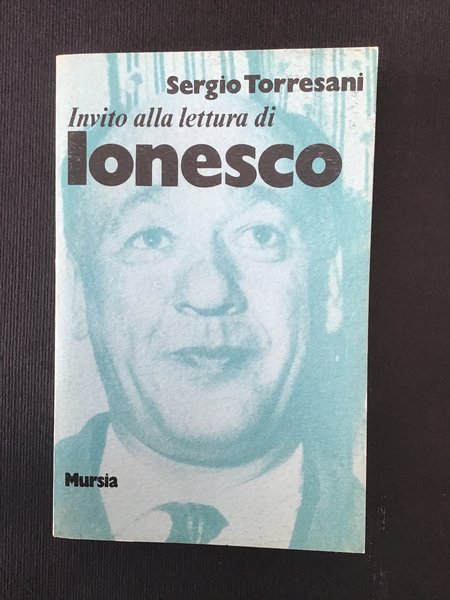 Sergio Torresani
Invito alla lettura di
Ionesco
Mursia